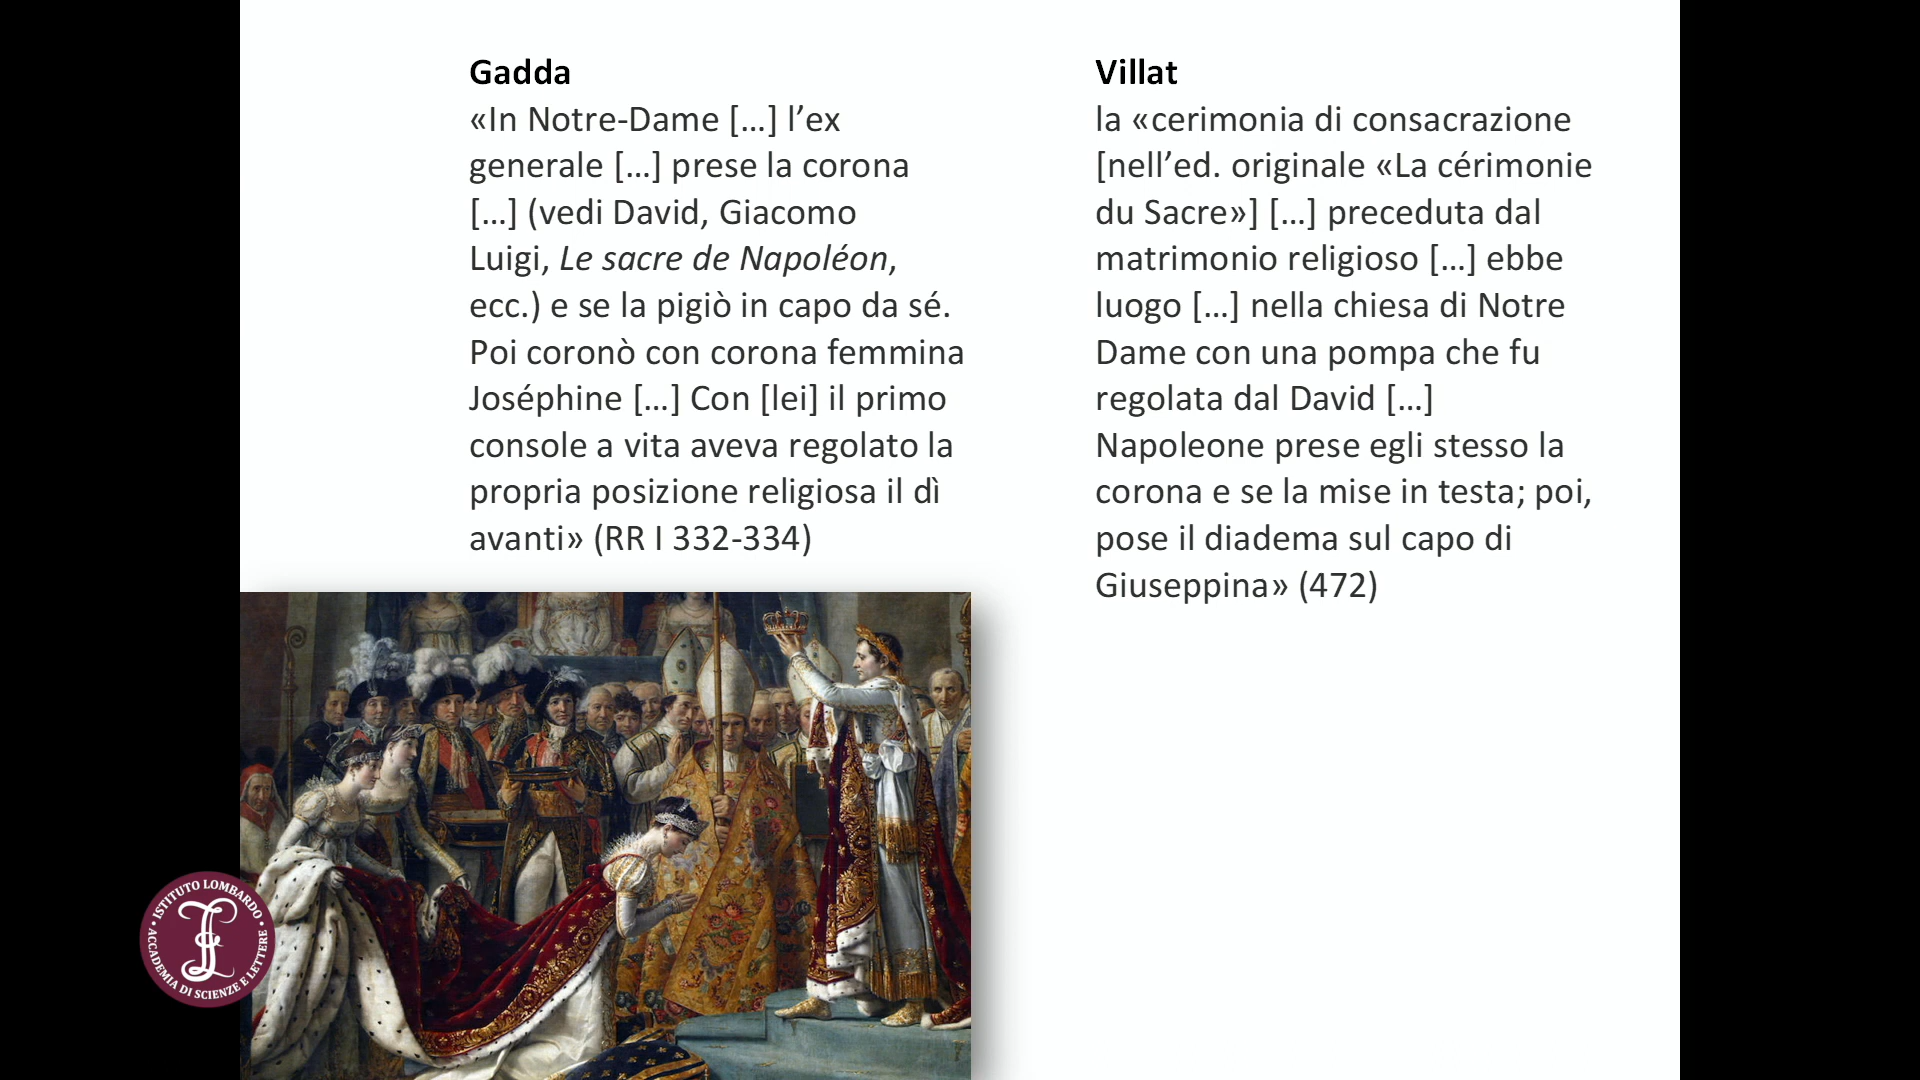 Gadda
«In Notre-Dame […] l’ex
generale […] prese la corona
[…] (vedi David, Giacomo
Luigi, Le sacre de Napoléon,
ecc.) e se la pigiò in capo da sé.
Poi coronò con corona femmina
Joséphine […] Con [lei] il primo
console a vita aveva regolato la
propria posizione religiosa il dì
avanti» (RR I 332-334)
Villat
la «cerimonia di consacrazione
[nell’ed. originale «La cérimonie
du Sacre»] […] preceduta dal
matrimonio religioso […] ebbe
luogo […] nella chiesa di Notre
Dame con una pompa che fu
regolata dal David […]
Napoleone prese egli stesso la
corona e se la mise in testa; poi,
pose il diadema sul capo di
Giuseppina» (472)
ISTITUTO LOMBARDO
ACCADEMIA DI SCIENZE E LETTERE